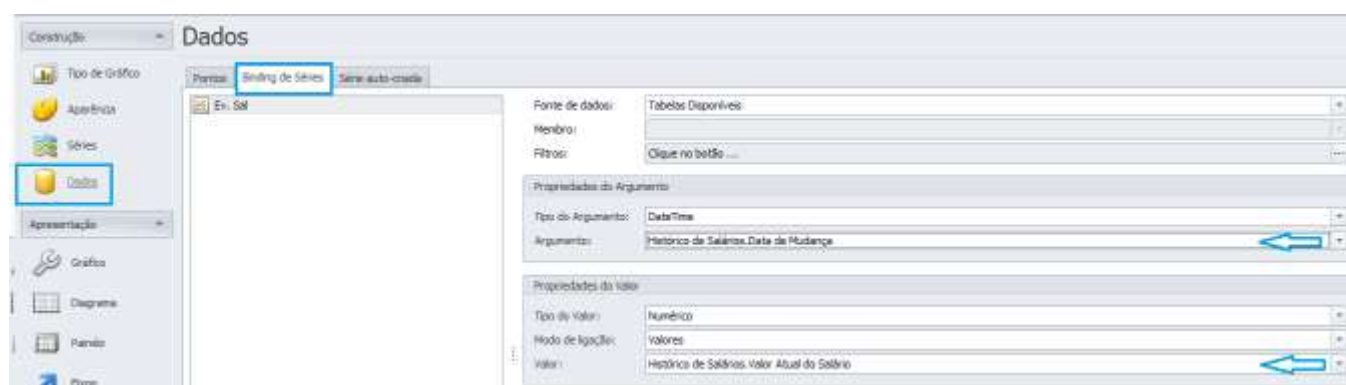 Construção
Dados
Tipo de Gráfico
Pontos
Binding de Séries
Série auto-criada
Aparência
Ev. Sal
Fonte de dados:
Tabelas Disponíveis
Membro:
Séries
Filtros:
Clique no botão ...
Dados
Propriedades do Argumento
Tipo do Argumento:
DateTime
Apresentação
Argumento:
Histórico de Salários.Data de Mudança
Gráfico
Propriedades do Valor
Diagrama
Tipo do Valor:
Numérico
Painéis
Modo de ligação:
Valores
Valor:
Histórico de Salários.Valor Atual do Salário